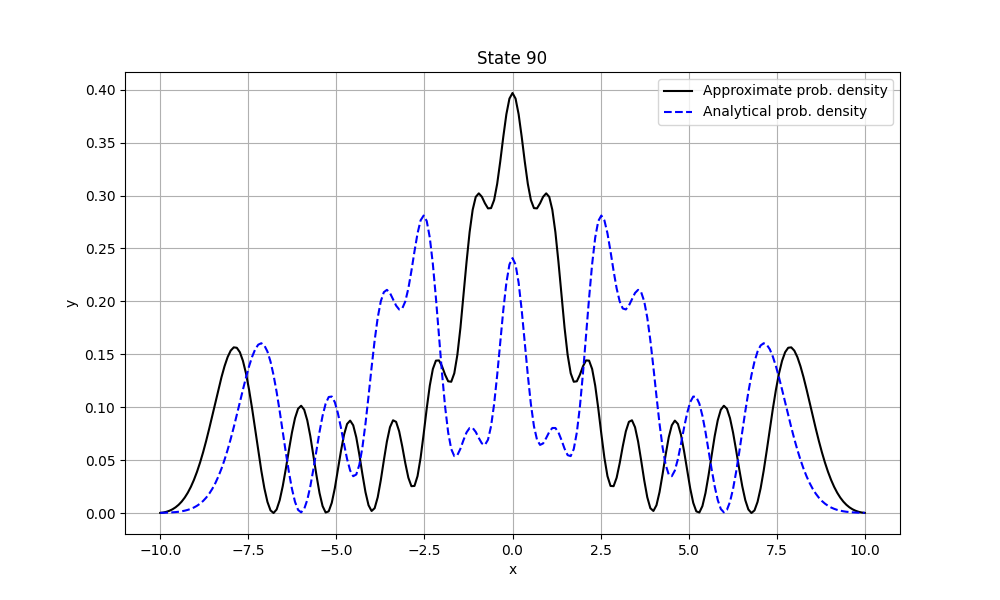 State 90
Approximate prob. density
Analytical prob. density
0.40
0.35
0.30
0.25
0.20
0.15
0.10
0.05
0.00
y
−10.0 −7.5 −5.0 −2.5 0.0 2.5 5.0 7.5 10.0
x